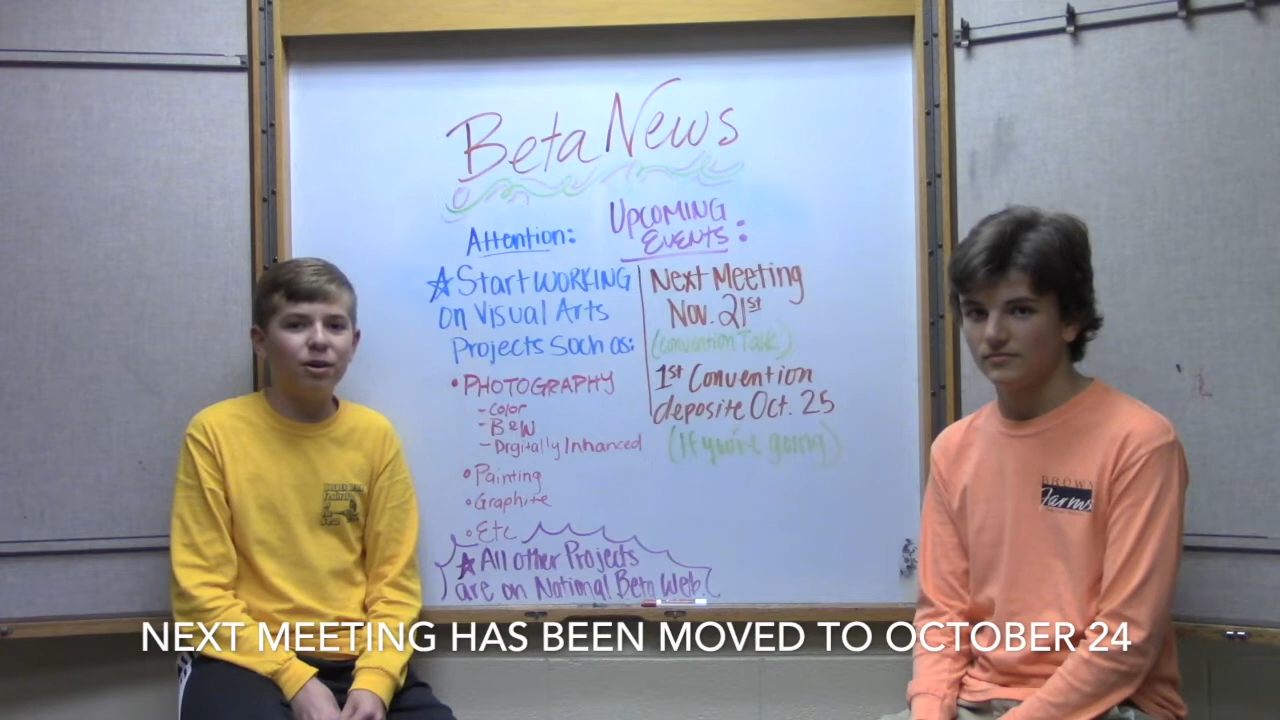 Beta News
Attention:
☆ Start WORKING
on Visual Arts
Projects Such as:
• PHOTOGRAPHY
- Color
- B&W
- Digitally Inhanced
• Painting
• Graphite
• Etc
☆ All other Projects
are on National Beta Web.
UPCOMING
EVENTS:
Next Meeting
Nov. 21st
(convention Talk)
1st Convention
deposite Oct. 25
(If you're going)
BROWN
Farms
NEXT MEETING HAS BEEN MOVED TO OCTOBER 24